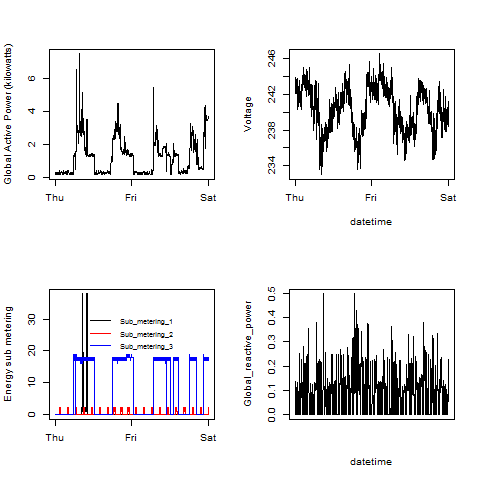 Global Active Power (kilowatts)
0 2 4 6
Thu Fri Sat
Voltage
234 238 242 246
Thu Fri Sat
datetime
Energy sub metering
0 10 20 30
Sub_metering_1
Sub_metering_2
Sub_metering_3
Thu Fri Sat
Global_reactive_power
0.0 0.1 0.2 0.3 0.4 0.5
datetime